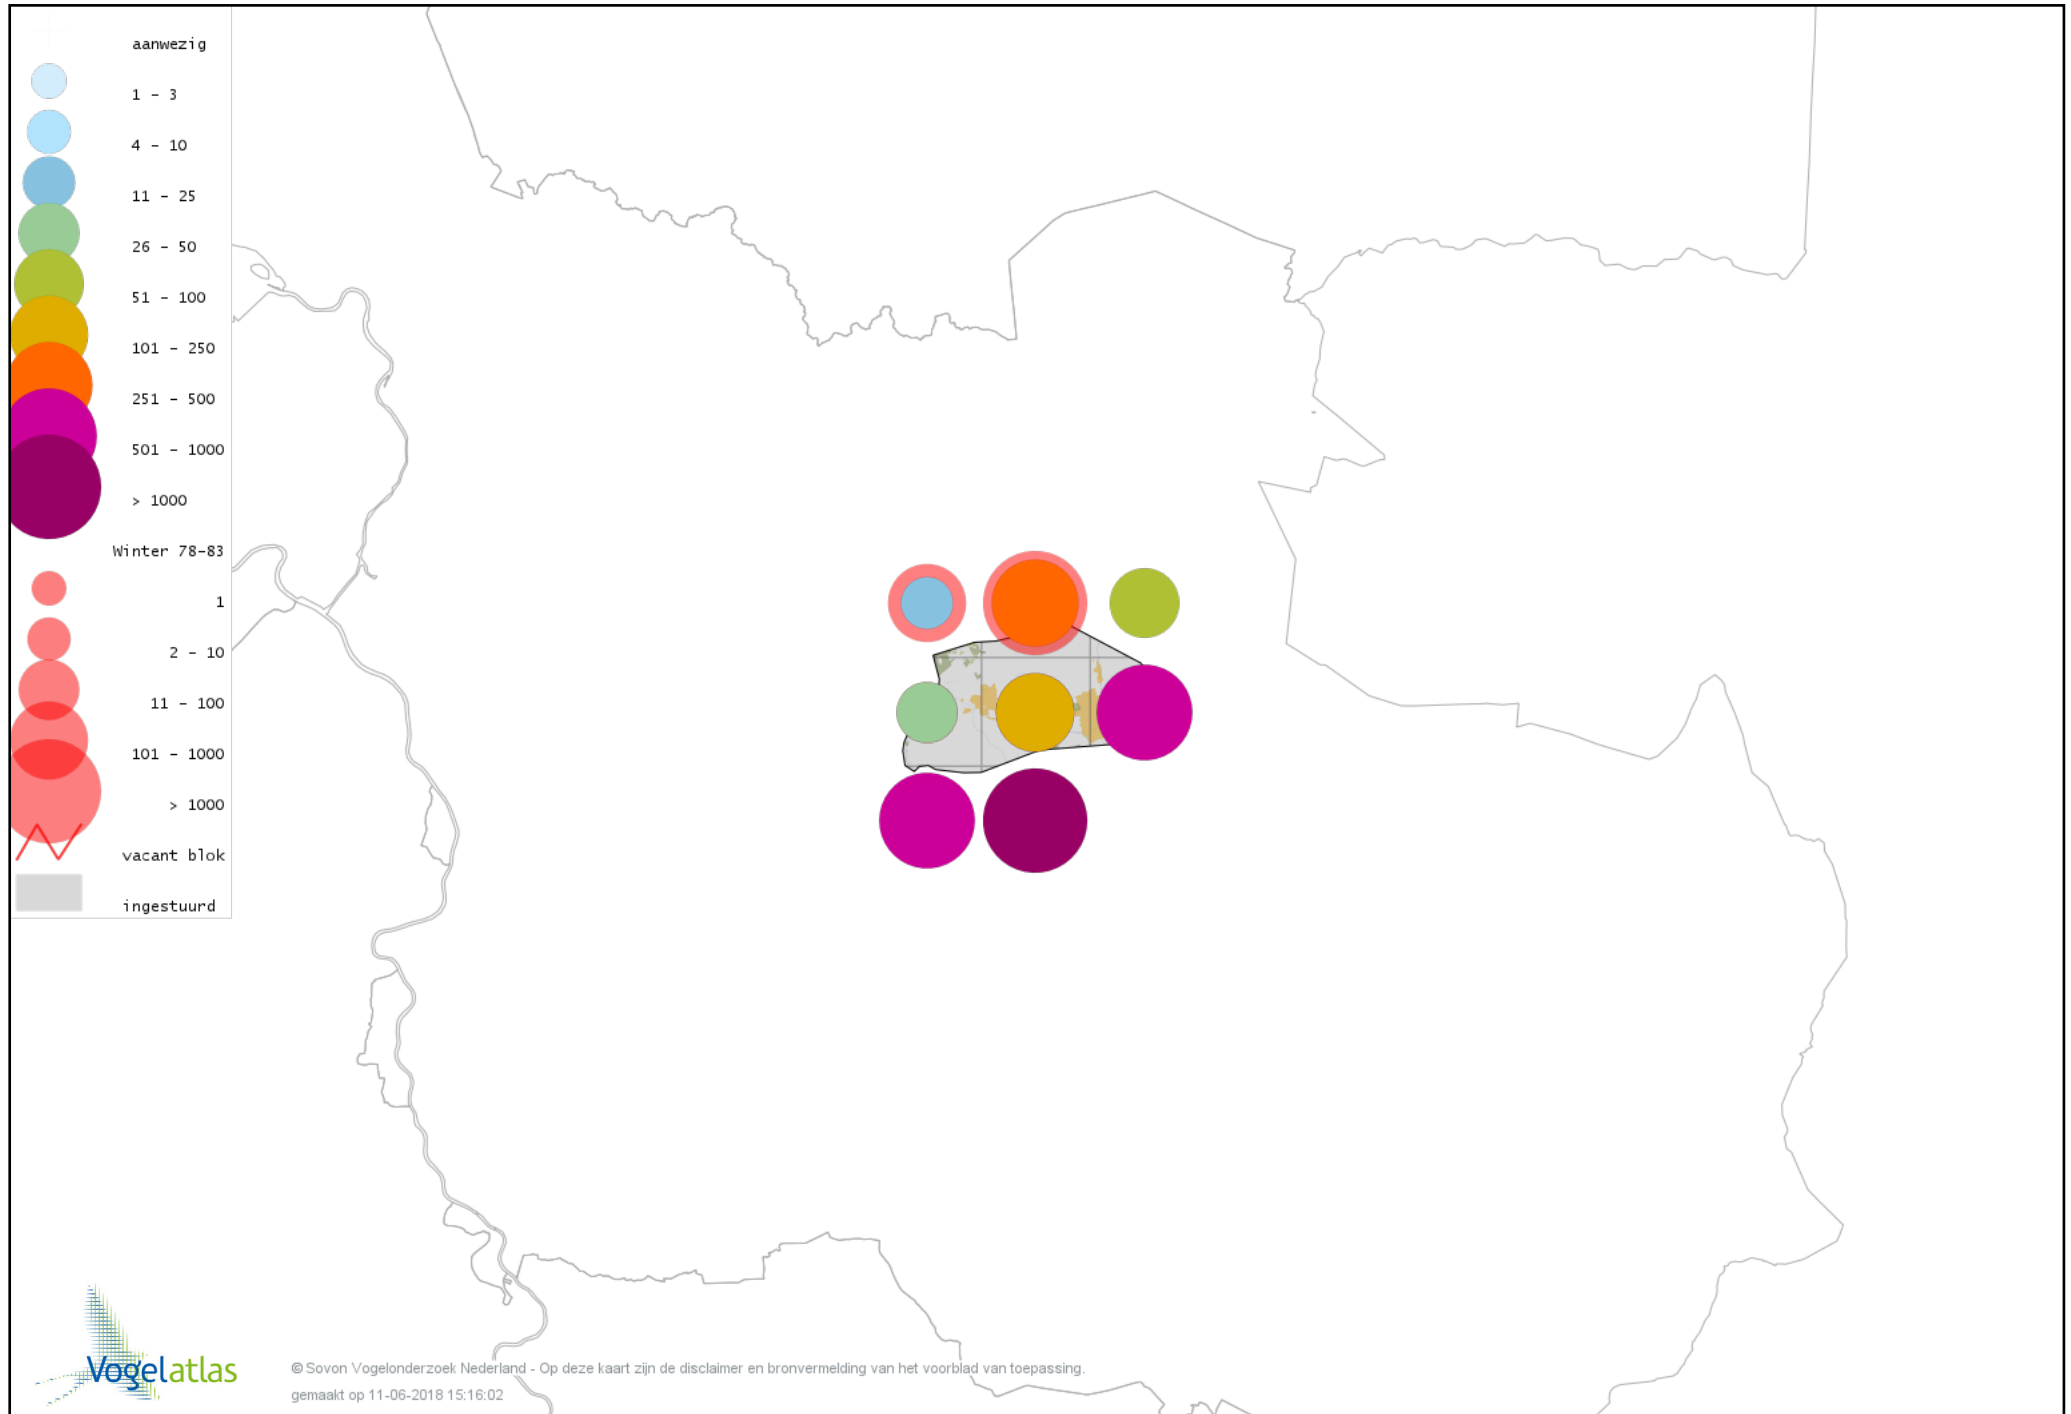 aanwezig
1 - 3
4 - 10
11 - 25
26 - 50
51 - 100
101 - 250
251 - 500
501 - 1000
> 1000
Winter 78-83
1
2 - 10
11 - 100
101 - 1000
> 1000
vacant blok
ingestuurd
Vogelatlas
© Sovon Vogelonderzoek Nederland - Op deze kaart zijn de disclaimer en bronvermelding van het voorblad van toepassing.
gemaakt op 11-06-2018 15:16:02